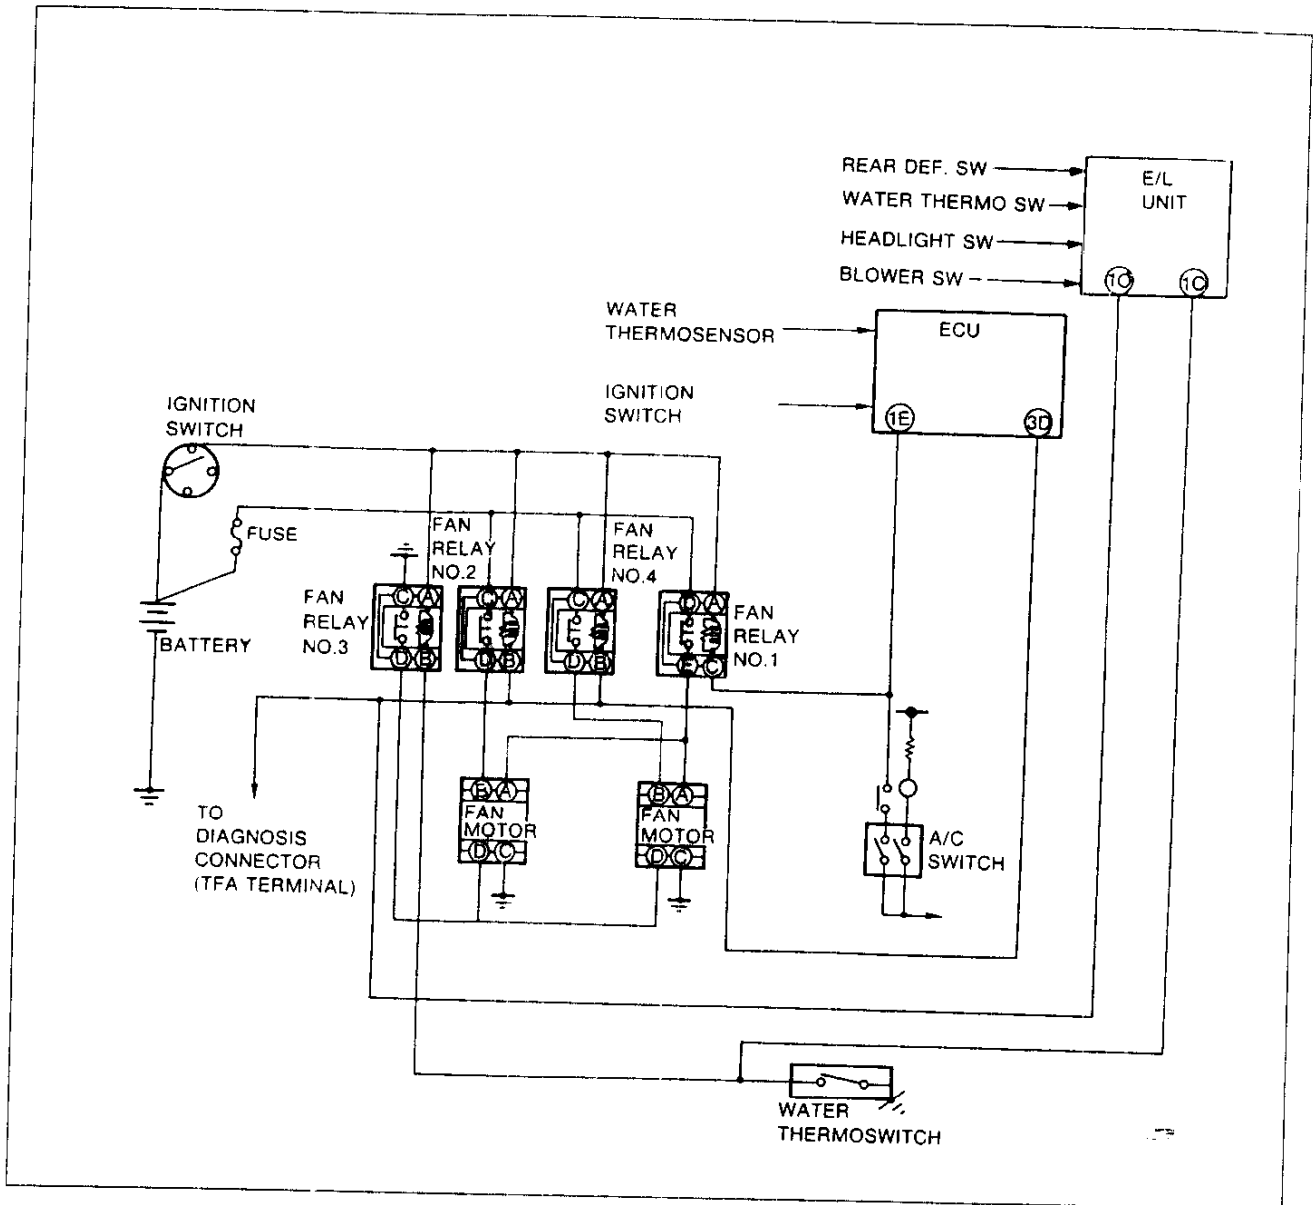 REAR DEF. SW
E/L
UNIT
WATER THERMO SW
HEADLIGHT SW
BLOWER SW
1O
1C
WATER
THERMOSENSOR
ECU
IGNITION
SWITCH
1E
3D
IGNITION
SWITCH
FUSE
BATTERY
FAN
RELAY
NO.2
FAN
RELAY
NO.4
FAN
RELAY
NO.3
C A
D B
C A
D B
C A
D B
A
E C
FAN
RELAY
NO.1
TO
DIAGNOSIS
CONNECTOR
(TFA TERMINAL)
B A
FAN
MOTOR
D C
B A
FAN
MOTOR
D C
A/C
SWITCH
WATER
THERMOSWITCH